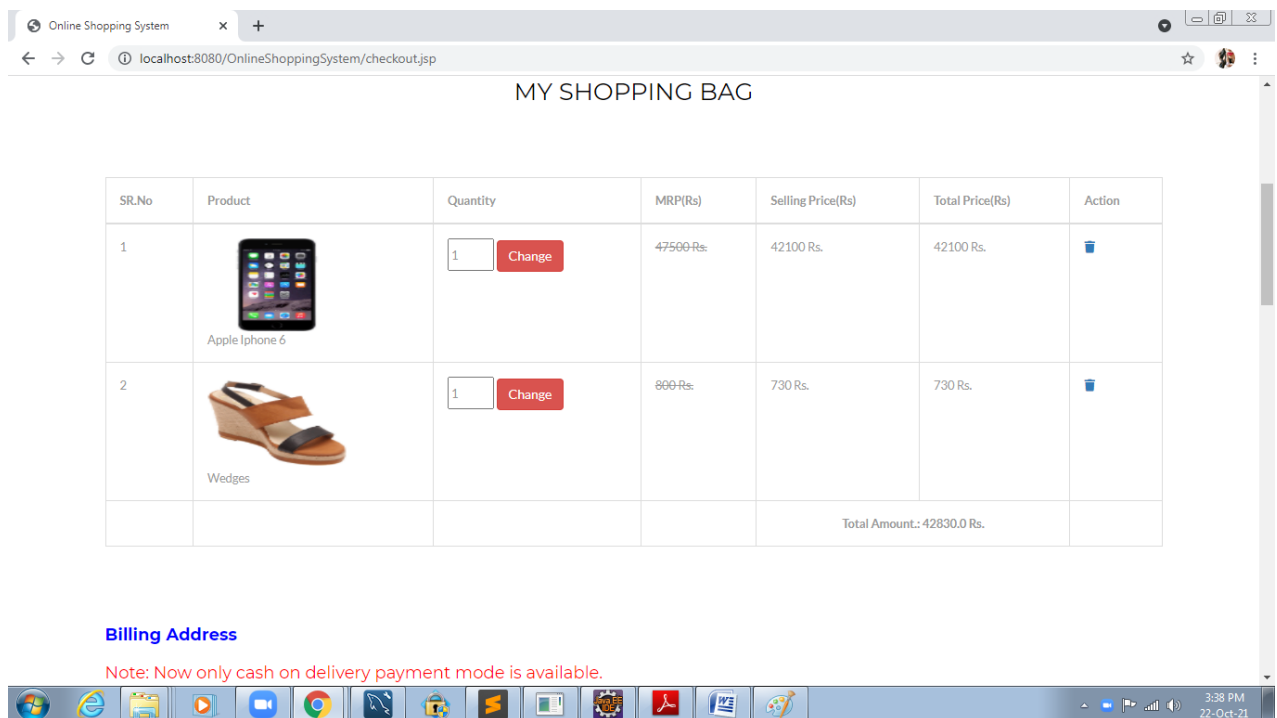 Online Shopping System
localhost:8080/OnlineShoppingSystem/checkout.jsp
MY SHOPPING BAG
SR.No Product Quantity MRP(Rs) Selling Price(Rs) Total Price(Rs) Action
1 1 Change 47500 Rs. 42100 Rs. 42100 Rs.
Apple Iphone 6
2 1 Change 800 Rs. 730 Rs. 730 Rs.
Wedges
Total Amount.: 42830.0 Rs.
Billing Address
Note: Now only cash on delivery payment mode is available.
Java EE
IDE
3:38 PM
22-Oct-21